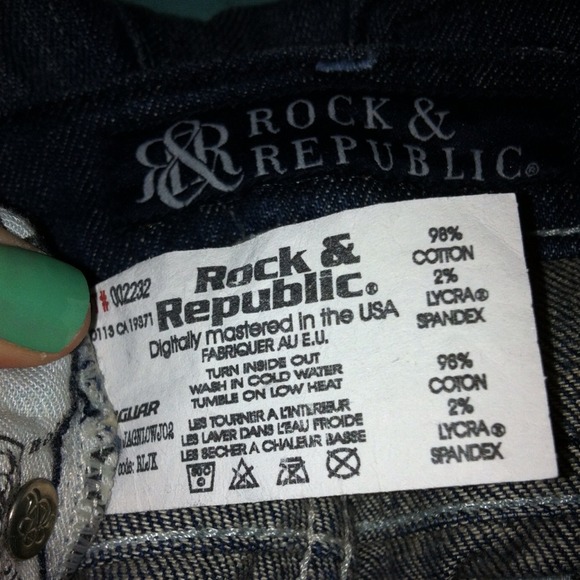 ROCK &
REPUBLIC®
# 002232
CA 19871
Rock &
Republic®
Digitally mastered in the USA
FABRIQUER AU E.U.
TURN INSIDE OUT
WASH IN COLD WATER
TUMBLE ON LOW HEAT
LES TOURNER A L'INTERIEUR
LES LAVER DANS L'EAU FROIDE
LES SECHER A CHALEUR BASSE
98%
COTTON
2%
LYCRA®
SPANDEX
98%
COTON
2%
LYCRA®
SPANDEX